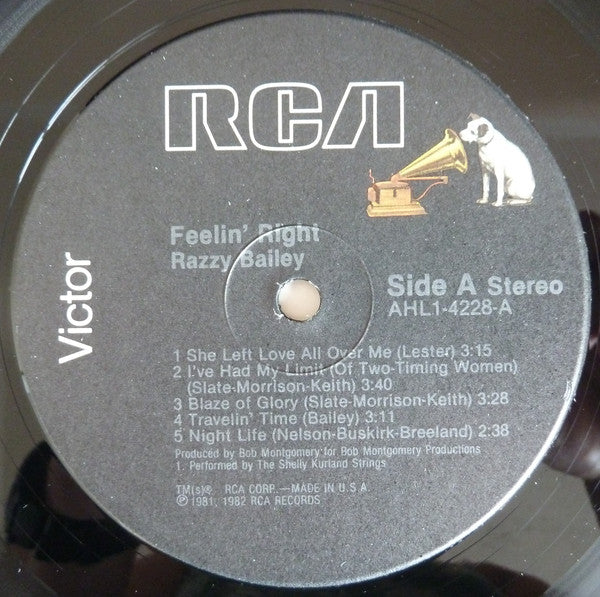 RCA
Victor
Feelin' Right
Razzy Bailey
Side A Stereo
AHL1-4228-A
1 She Left Love All Over Me (Lester) 3:15
2 I've Had My Limit (Of Two-Timing Women)
(Slate-Morrison-Keith) 3:40
3 Blaze of Glory (Slate-Morrison-Keith) 3:28
4 Travelin' Time (Bailey) 3:11
5 Night Life (Nelson-Buskirk-Breeland) 2:38
Produced by Bob Montgomery for Bob Montgomery Productions
1. Performed by The Shelly Kurland Strings
TM(s)® RCA CORP.—MADE IN U.S.A.
℗ 1981, 1982 RCA RECORDS